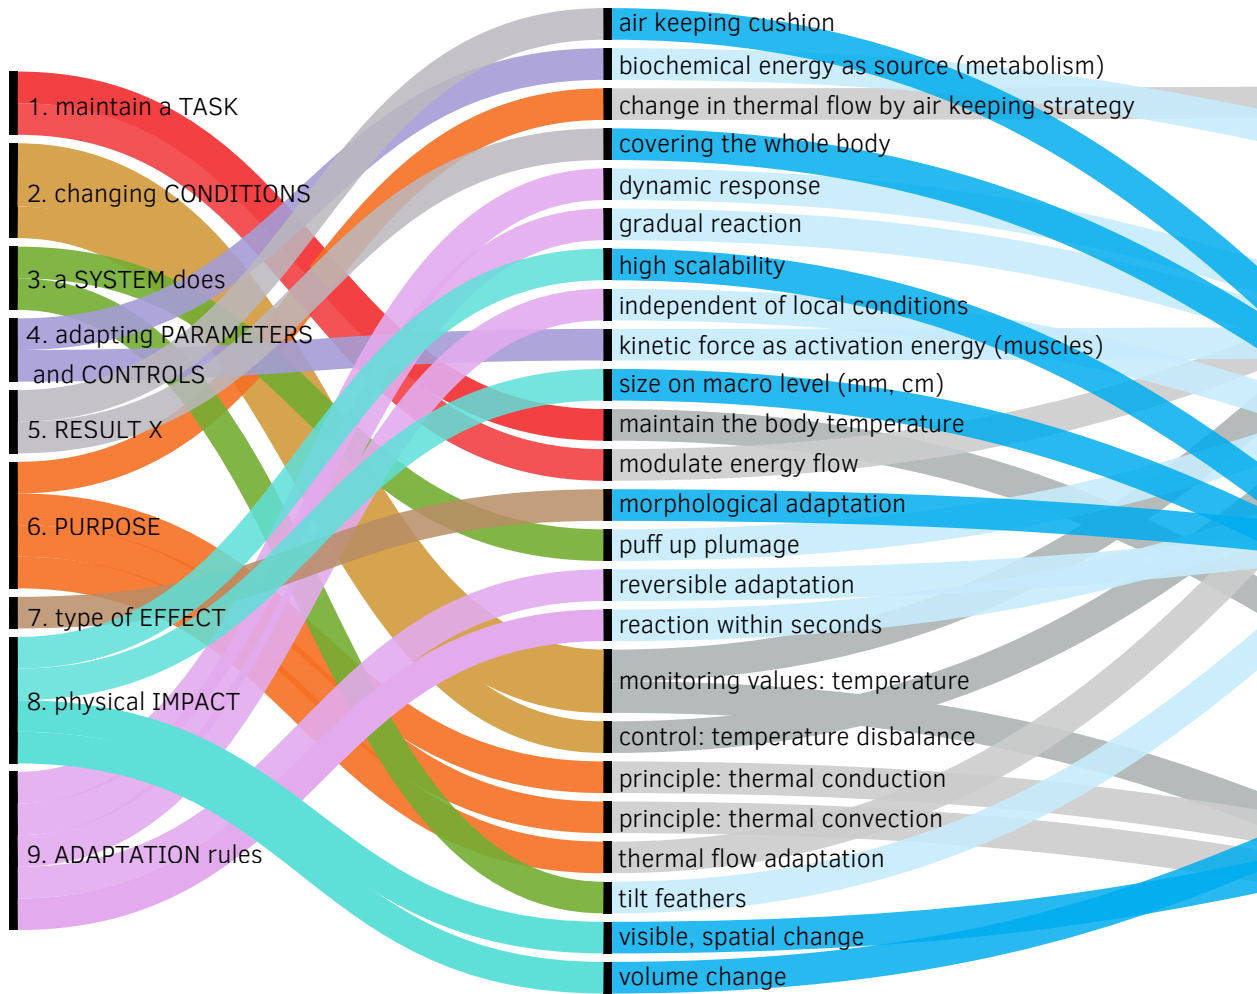 1. maintain a TASK
2. changing CONDITIONS
3. a SYSTEM does
4. adapting PARAMETERS
and CONTROLS
5. RESULT X
6. PURPOSE
7. type of EFFECT
8. physical IMPACT
9. ADAPTATION rules
air keeping cushion
biochemical energy as source (metabolism)
change in thermal flow by air keeping strategy
covering the whole body
dynamic response
gradual reaction
high scalability
independent of local conditions
kinetic force as activation energy (muscles)
size on macro level (mm, cm)
maintain the body temperature
modulate energy flow
morphological adaptation
puff up plumage
reversible adaptation
reaction within seconds
monitoring values: temperature
control: temperature disbalance
principle: thermal conduction
principle: thermal convection
thermal flow adaptation
tilt feathers
visible, spatial change
volume change